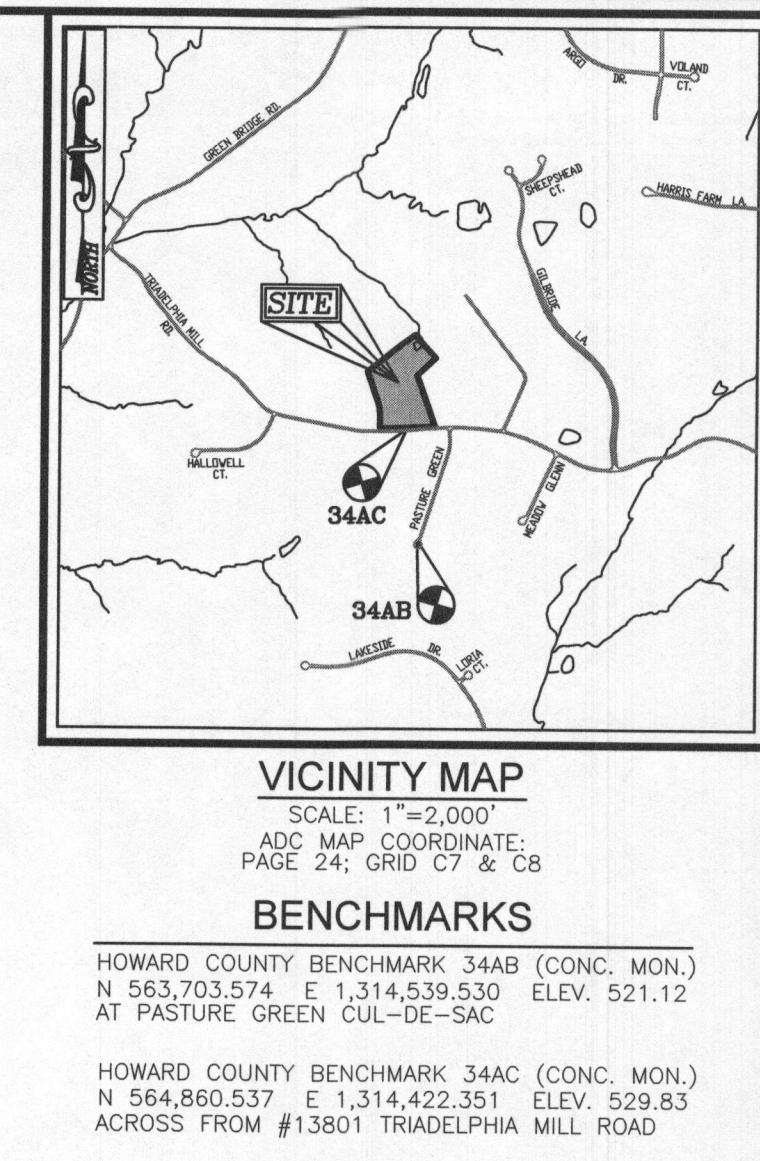 ARGO DR.
VOLAND
CT.
GREEN BRIDGE RD.
SHEEPSHEAD
CT.
HARRIS FARM LA.
NORTH
SITE
TRIADELPHIA MILL
RD.
GILBRIDE LA.
HALLOWELL
CT.
34AC
PASTURE GREEN
MEADOW GLENN
34AB
LAKESIDE DR.
LORIA
CT.
VICINITY MAP
SCALE: 1"=2,000'
ADC MAP COORDINATE:
PAGE 24; GRID C7 & C8
BENCHMARKS
HOWARD COUNTY BENCHMARK 34AB (CONC. MON.)
N 563,703.574 E 1,314,539.530 ELEV. 521.12
AT PASTURE GREEN CUL-DE-SAC
HOWARD COUNTY BENCHMARK 34AC (CONC. MON.)
N 564,860.537 E 1,314,422.351 ELEV. 529.83
ACROSS FROM #13801 TRIADELPHIA MILL ROAD